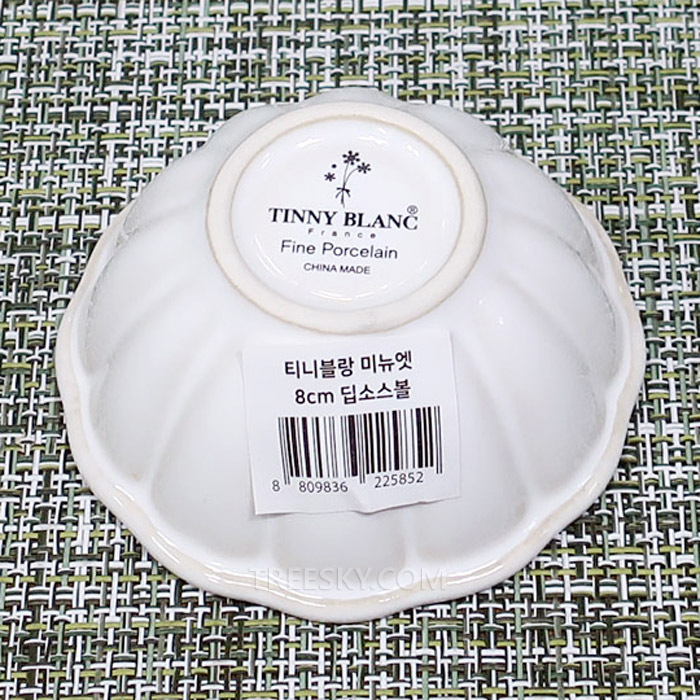 TINNY BLANC®
France
Fine Porcelain
CHINA MADE
티니블랑 미뉴엣
8cm 딥소스볼
8 809836 225852
TREESKY.COM